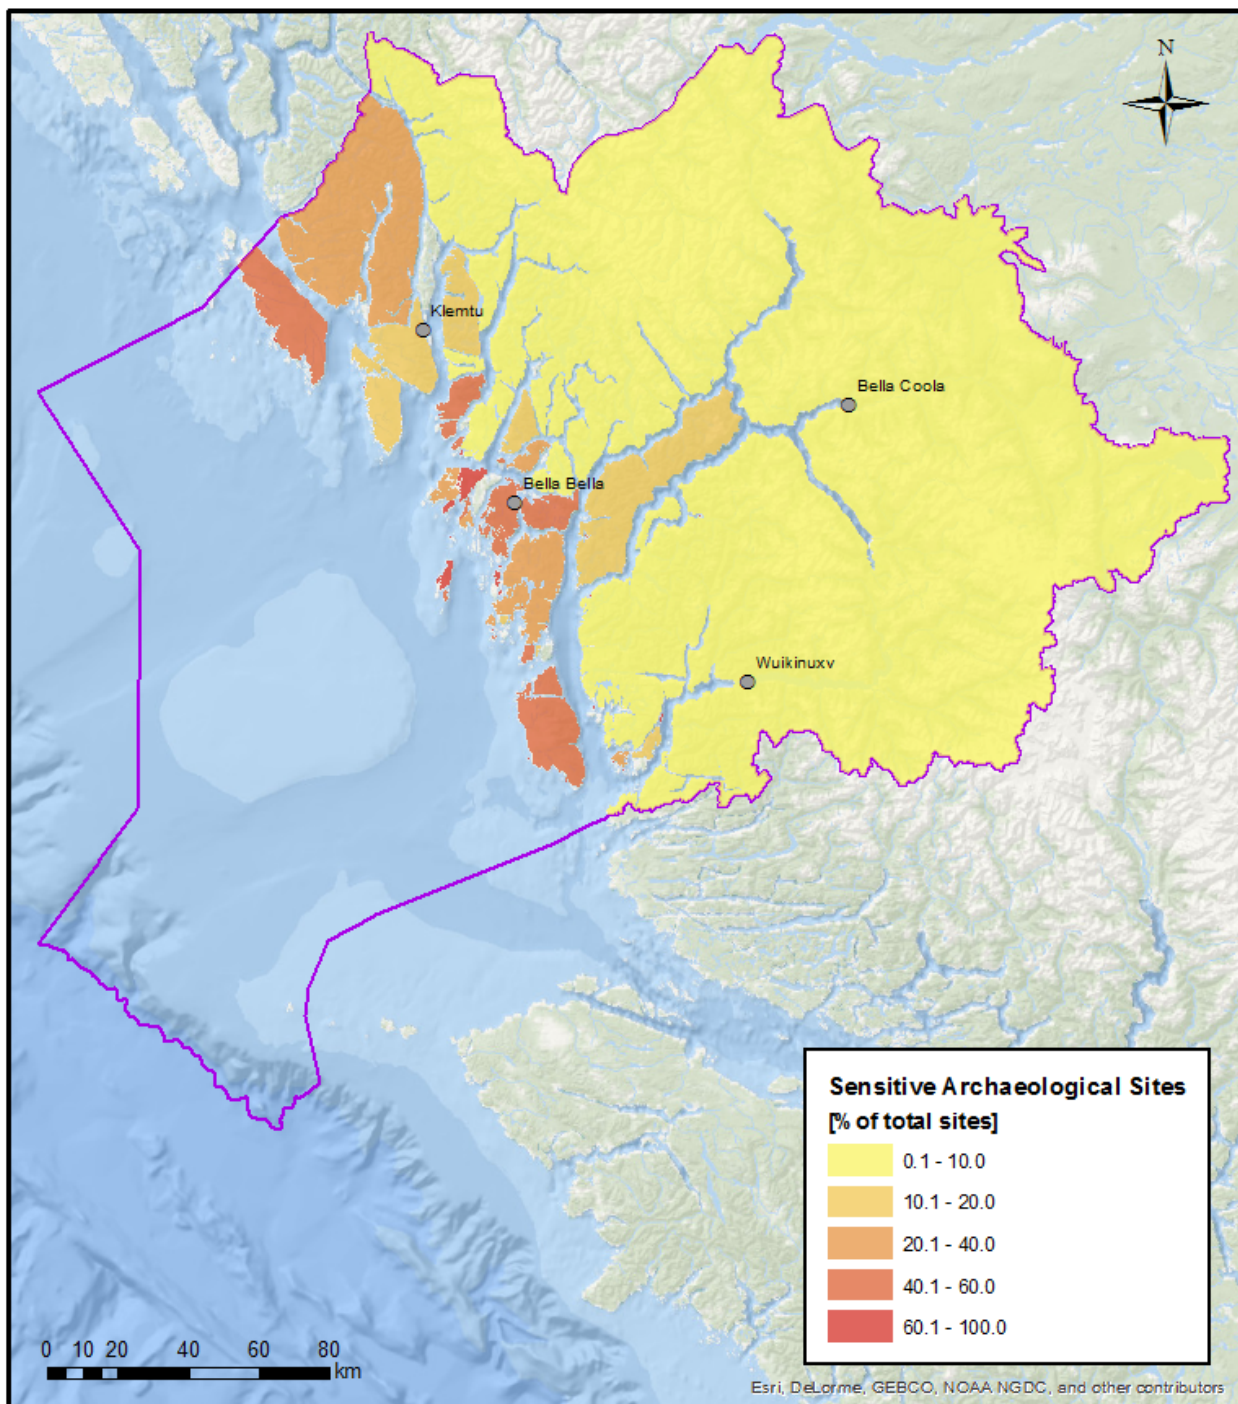 N
Klemtu
Bella Coola
Bella Bella
Wuikinuxv
Sensitive Archaeological Sites
[% of total sites]
0.1 - 10.0
10.1 - 20.0
20.1 - 40.0
40.1 - 60.0
60.1 - 100.0
0 10 20 40 60 80
km
Esri, DeLorme, GEBCO, NOAA NGDC, and other contributors